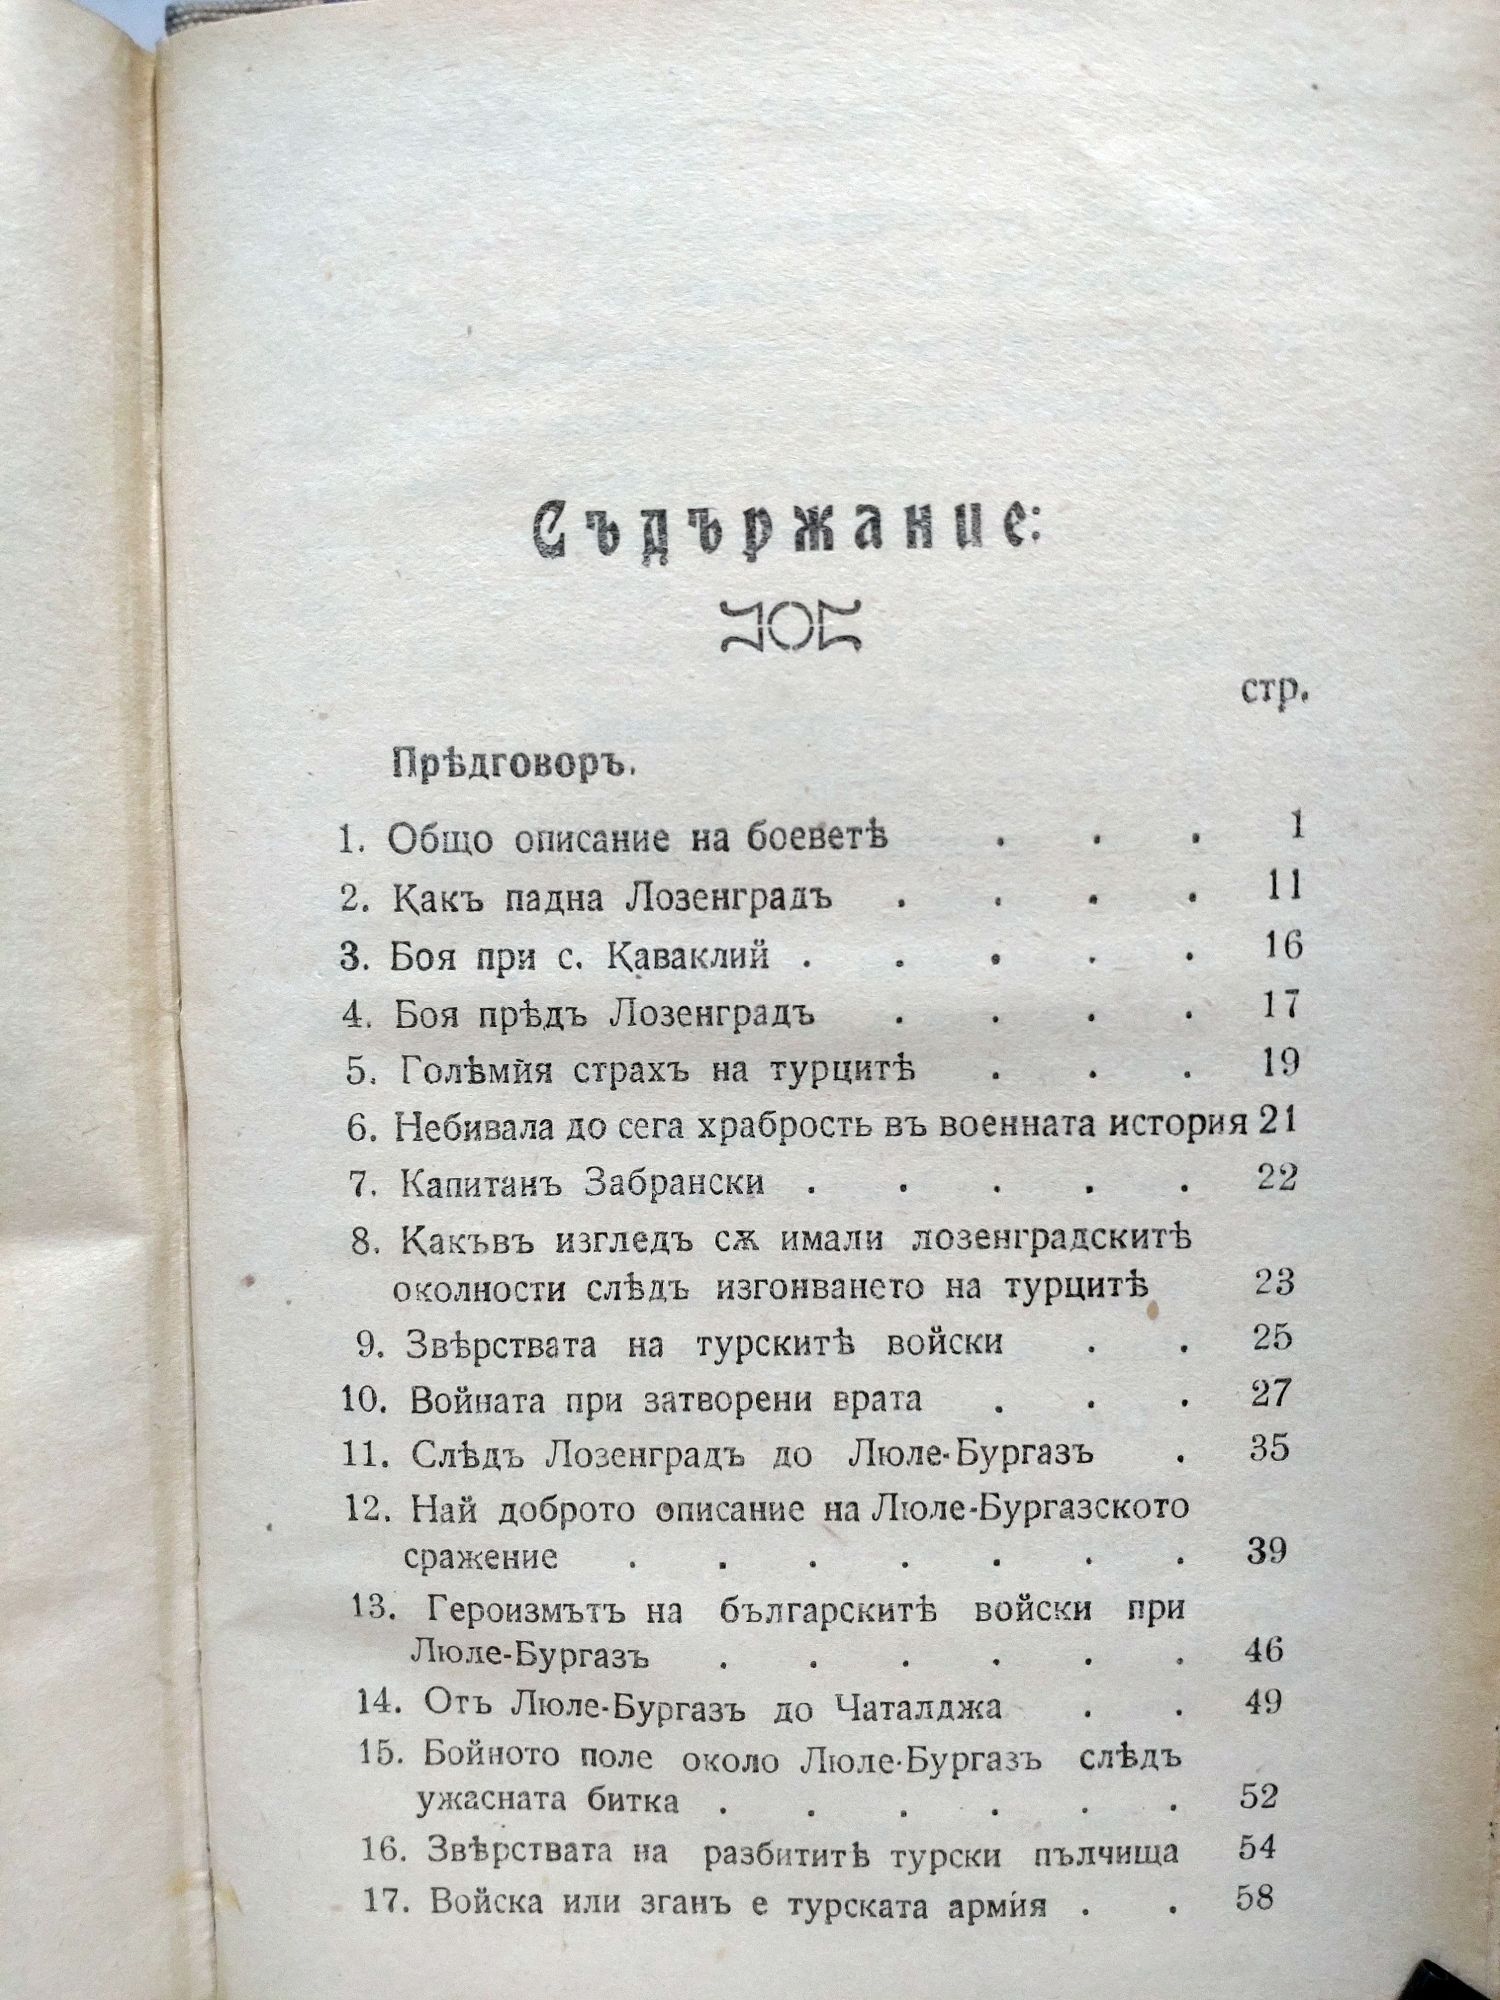 Съдържание:
стр.
Прѣдговоръ.
1. Общо описание на боеветѣ . . . 1
2. Какъ падна Лозенградъ . . . . 11
3. Боя при с. Каваклий . . . . . 16
4. Боя прѣдъ Лозенградъ . . . . 17
5. Голѣмйя страхъ на турцитѣ . . . 19
6. Небивала до сега храбрость въ военната история 21
7. Капитанъ Забрански . . . . . 22
8. Какъвъ изгледъ сѫ имали лозенградскитѣ
околности слѣдъ изгонването на турцитѣ 23
9. Звѣрствата на турскитѣ войски . . 25
10. Войната при затворени врата . . . 27
11. Слѣдъ Лозенградъ до Люле-Бургазъ . 35
12. Най доброто описание на Люле-Бургазското
сражение . . . . . . . 39
13. Героизмътъ на българскитѣ войски при
Люле-Бургазъ . . . . . . 46
14. Отъ Люле-Бургазъ до Чаталджа . . 49
15. Бойното поле около Люле-Бургазъ слѣдъ
ужасната битка . . . . . . 52
16. Звѣрствата на разбититѣ турски пълчища 54
17. Войска или зганъ е турската армйя . . 58